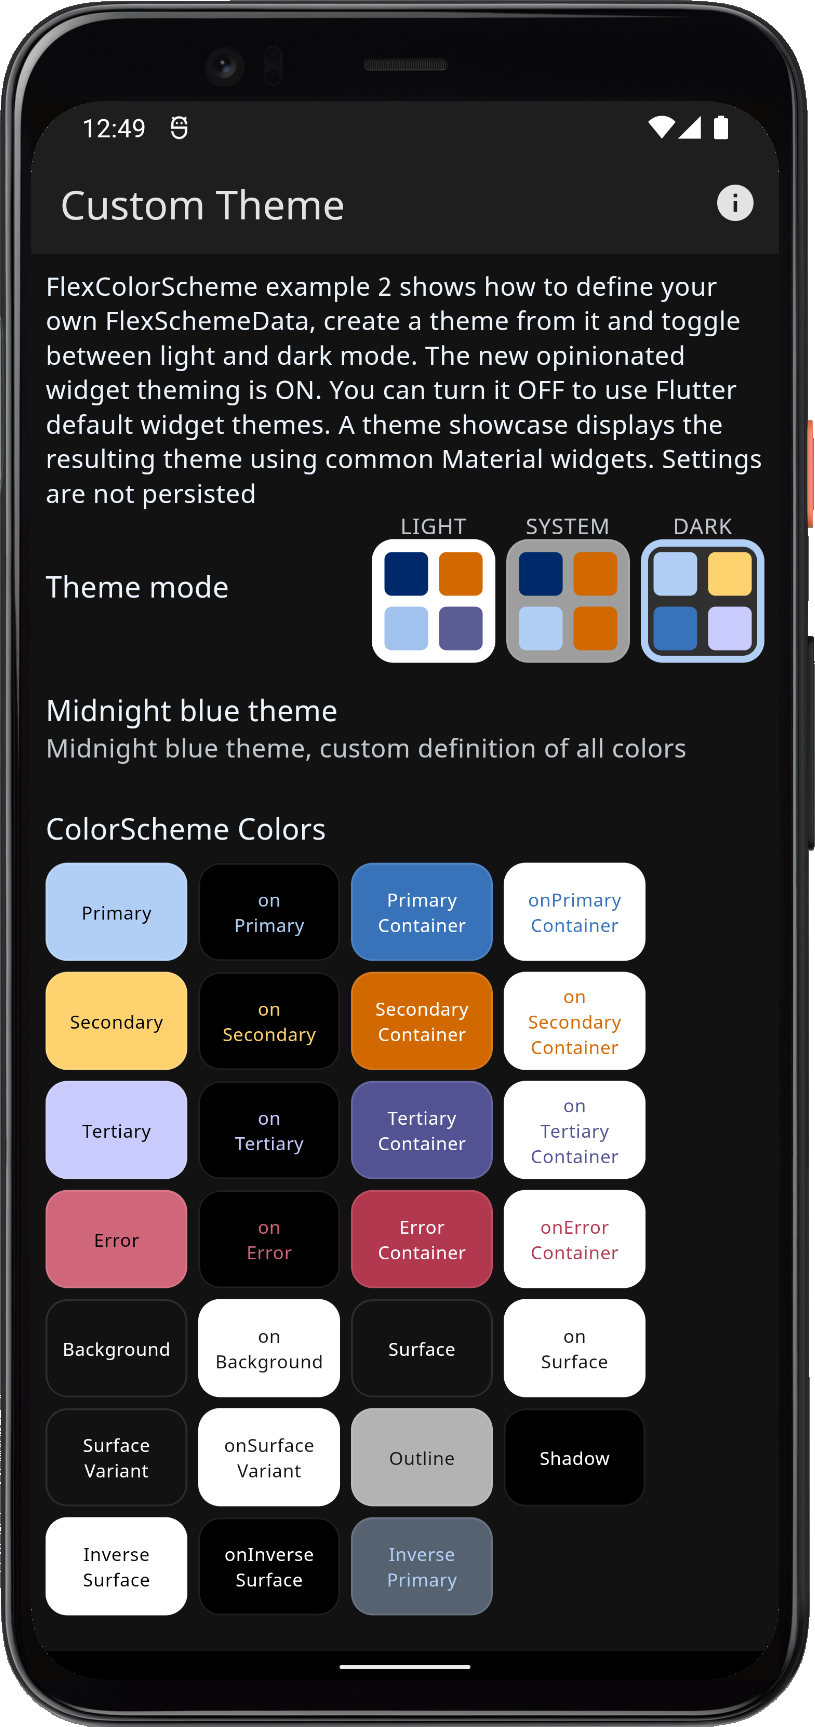 12:49
Custom Theme
FlexColorScheme example 2 shows how to define your
own FlexSchemeData, create a theme from it and toggle
between light and dark mode. The new opinionated
widget theming is ON. You can turn it OFF to use Flutter
default widget themes. A theme showcase displays the
resulting theme using common Material widgets. Settings
are not persisted
LIGHT SYSTEM DARK
Theme mode
Midnight blue theme
Midnight blue theme, custom definition of all colors
ColorScheme Colors
Primary
on
Primary
Primary
Container
onPrimary
Container
Secondary
on
Secondary
Secondary
Container
on
Secondary
Container
Tertiary
on
Tertiary
Tertiary
Container
on
Tertiary
Container
Error
on
Error
Error
Container
onError
Container
Background
on
Background
Surface
on
Surface
Surface
Variant
onSurface
Variant
Outline
Shadow
Inverse
Surface
onInverse
Surface
Inverse
Primary